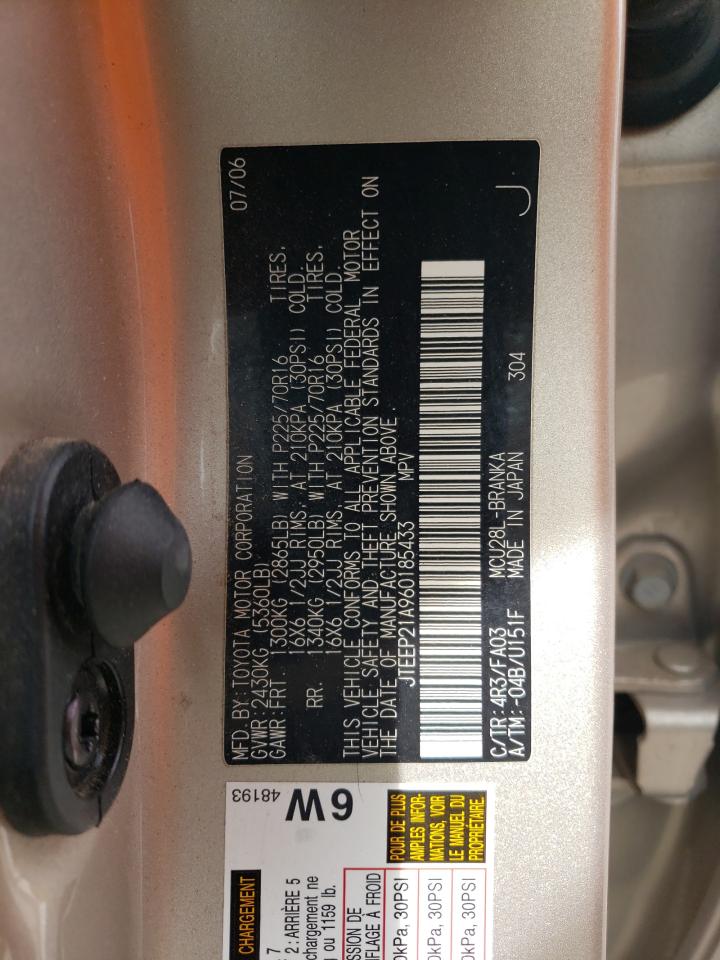 MFD. BY: TOYOTA MOTOR CORPORATION 07/06
GVWR: 2430KG (5360LB)
GAWR: FRT. 1300KG (2865LB) WITH P225/70R16 TIRES,
16X6 1/2JJ RIMS, AT 210KPA (30PSI) COLD.
RR. 1340KG (2950LB) WITH P225/70R16 TIRES,
16X6 1/2JJ RIMS, AT 210KPA (30PSI) COLD.
THIS VEHICLE CONFORMS TO ALL APPLICABLE FEDERAL MOTOR
VEHICLE SAFETY AND THEFT PREVENTION STANDARDS IN EFFECT ON
THE DATE OF MANUFACTURE SHOWN ABOVE.
JTEEP21A960185433 MPV
C/TR: 4R3/FA03 MCU28L-BRANKA 304
A/TM: -04B/U151F MADE IN JAPAN J
48193
6W
CHARGEMENT
7
2: ARRIÈRE 5
chargement ne
ou 1159 lb.
À FROID
kPa, 30PSI
kPa, 30PSI
kPa, 30PSI
POUR DE PLUS
AMPLES INFOR-
MATIONS, VOIR
LE MANUEL DU
PROPRIÉTAIRE.